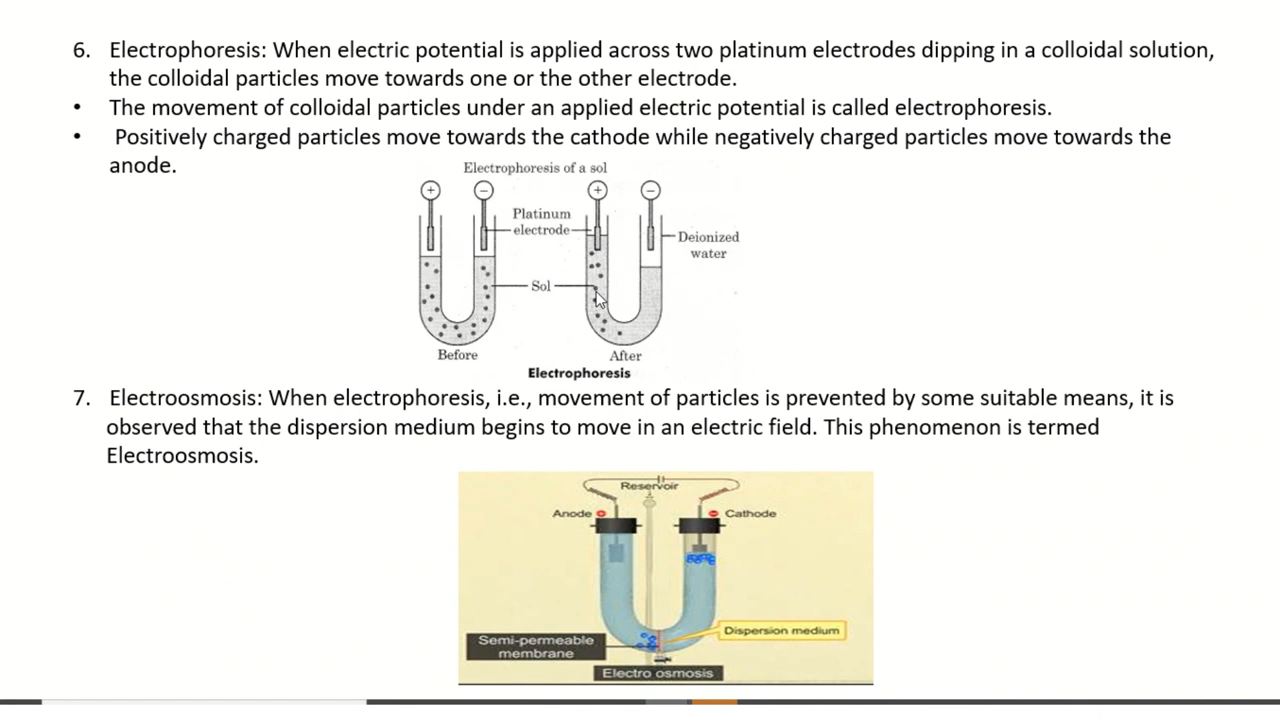 6. Electrophoresis: When electric potential is applied across two platinum electrodes dipping in a colloidal solution,
the colloidal particles move towards one or the other electrode.
• The movement of colloidal particles under an applied electric potential is called electrophoresis.
• Positively charged particles move towards the cathode while negatively charged particles move towards the
anode.
Electrophoresis of a sol
+ − + −
Platinum
electrode
Deionized
water
Sol
Before
After
Electrophoresis
7. Electroosmosis: When electrophoresis, i.e., movement of particles is prevented by some suitable means, it is
observed that the dispersion medium begins to move in an electric field. This phenomenon is termed
Electroosmosis.
Reservoir
Anode +
− Cathode
Dispersion medium
Semi-permeable
membrane
Electro osmosis